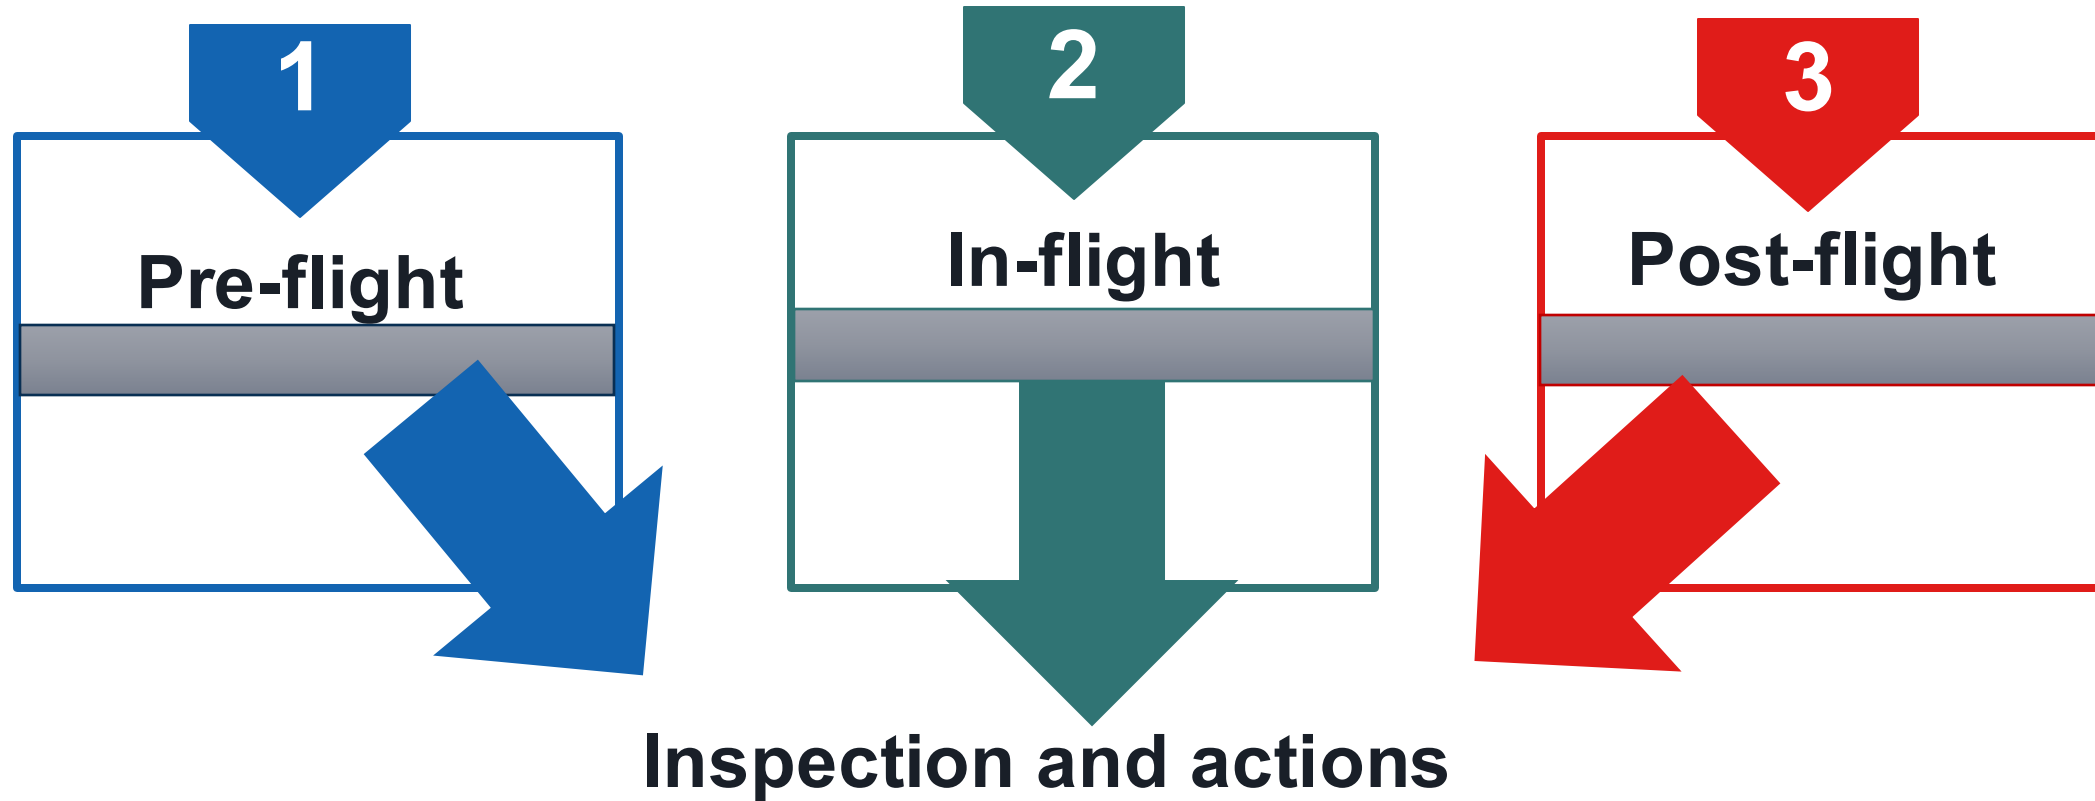 1
Pre-flight
2
In-flight
3
Post-flight
Inspection and actions